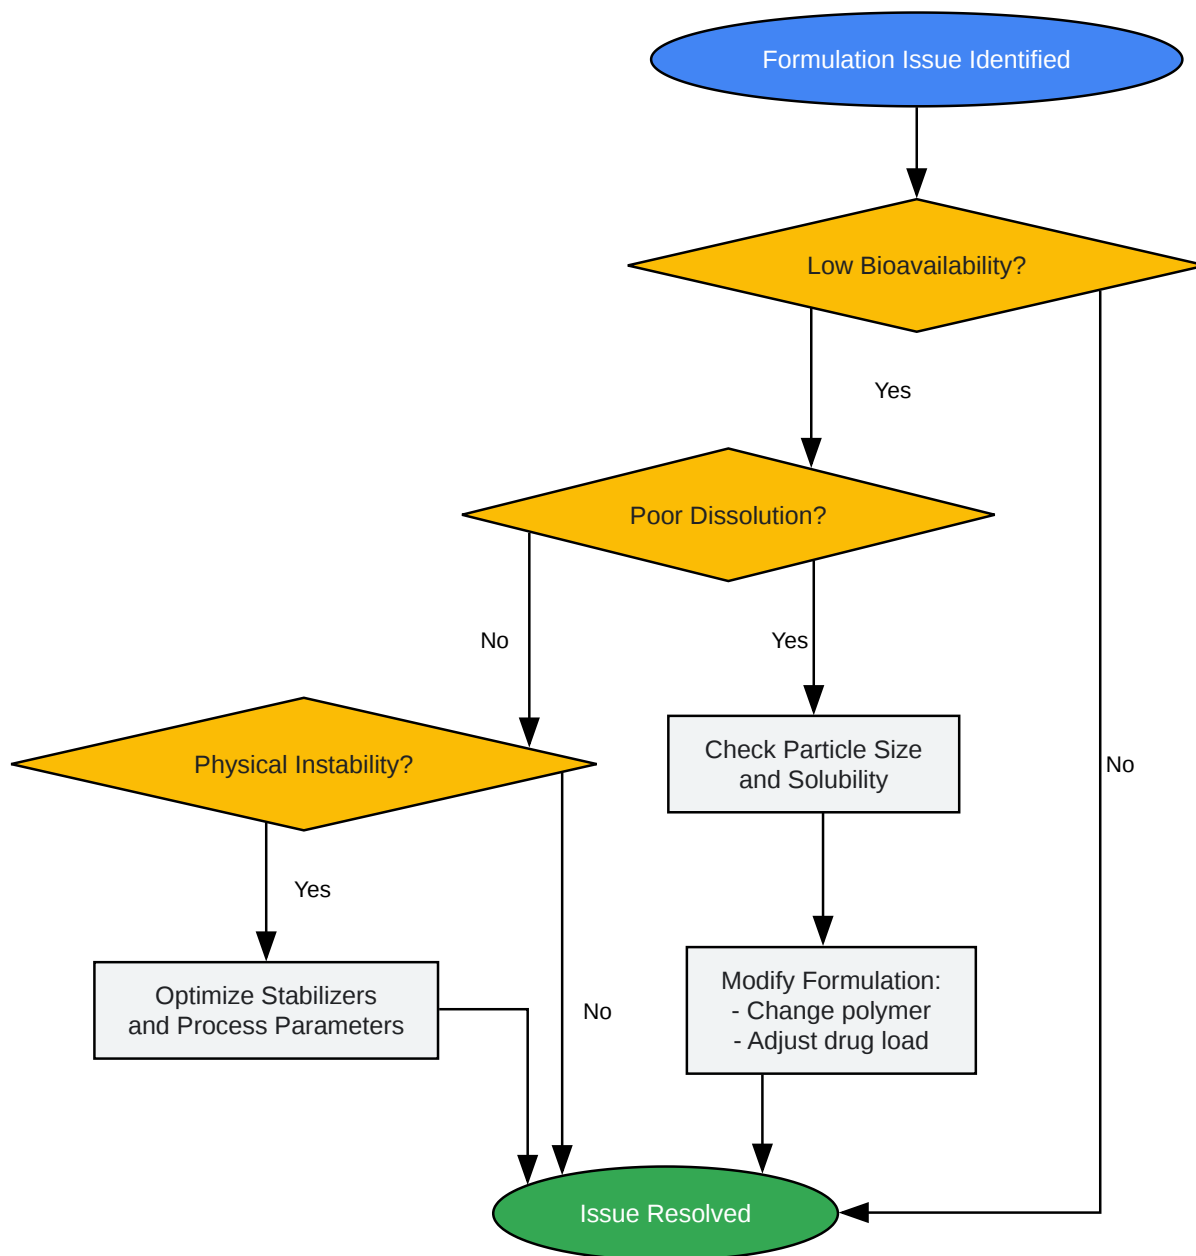 Formulation Issue Identified
Low Bioavailability?
Yes
Poor Dissolution?
No
Yes
Physical Instability?
Check Particle Size
and Solubility
No
Yes
Optimize Stabilizers
and Process Parameters
No
Modify Formulation:
- Change polymer
- Adjust drug load
Issue Resolved